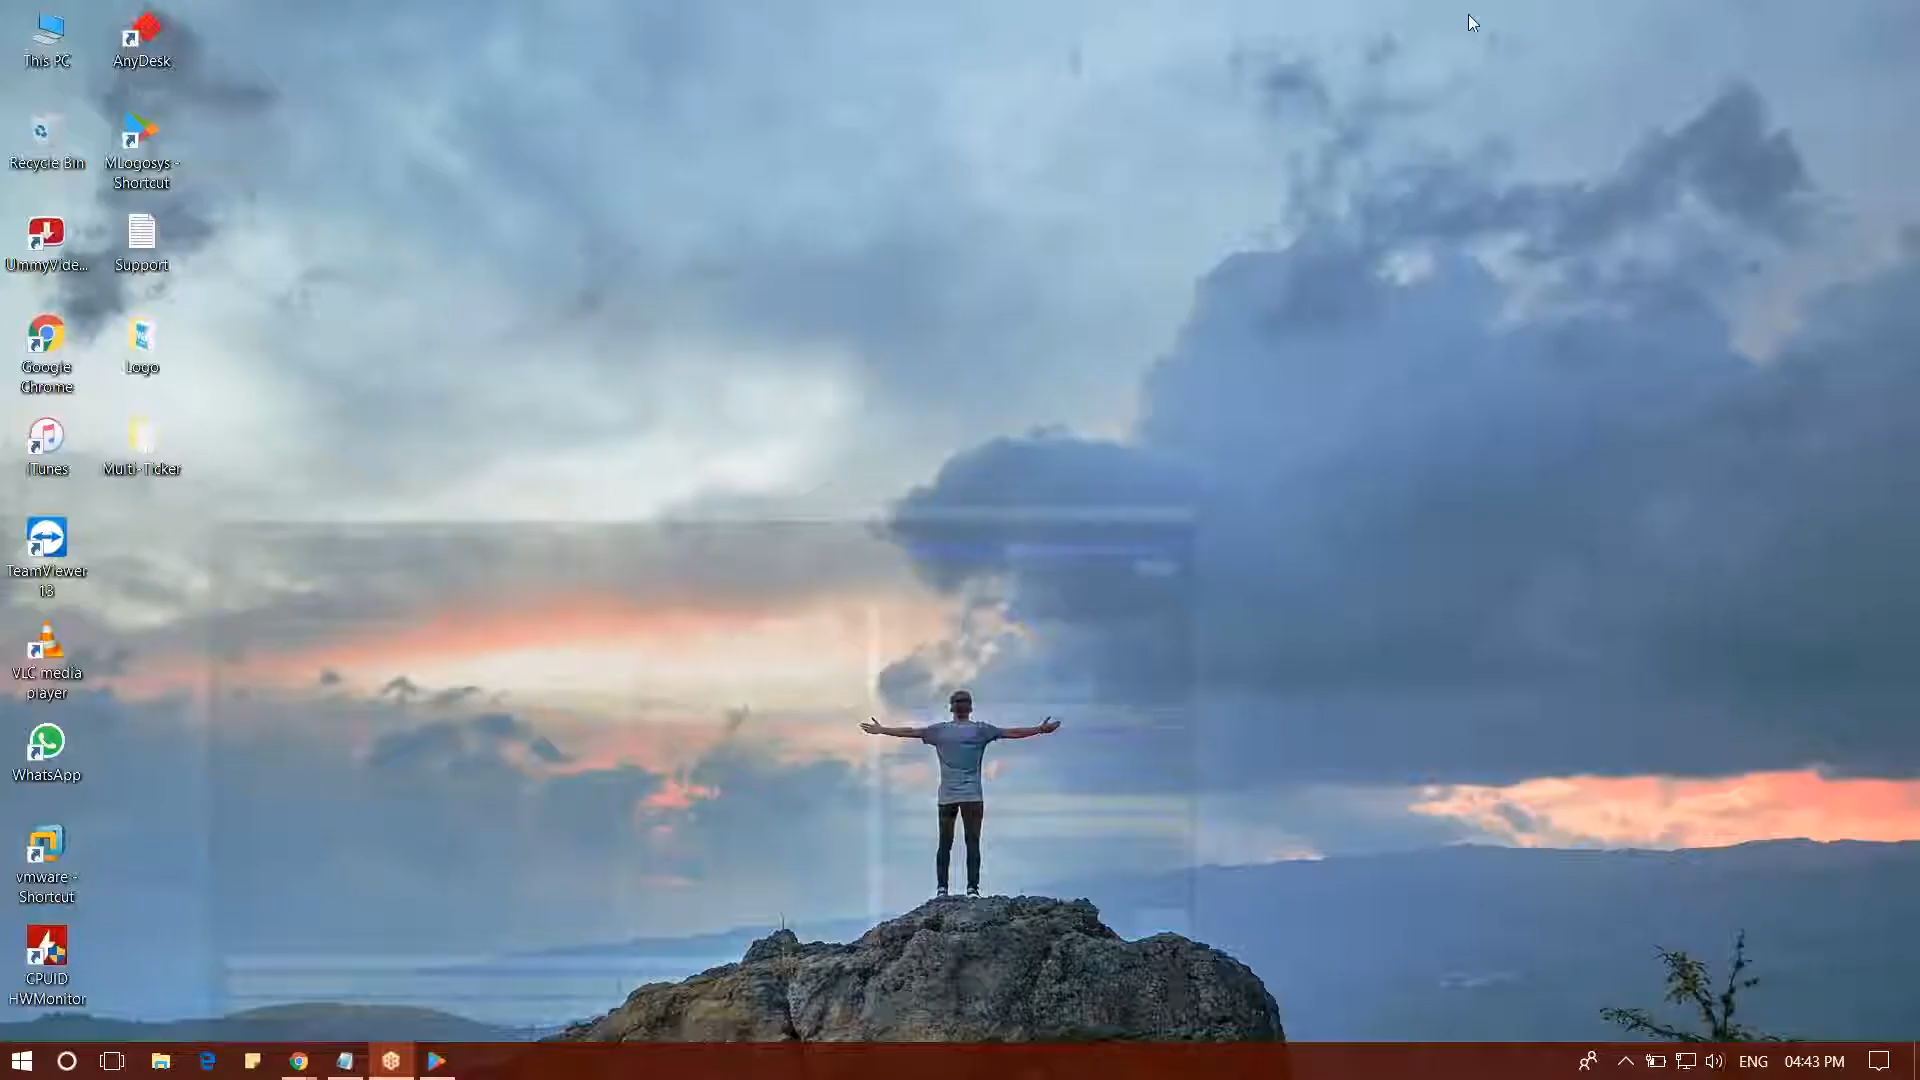 This PC
AnyDesk
Recycle Bin
MLogosys -
Shortcut
UmmyVide...
Support
Google
Chrome
Logo
iTunes
Multi-Ticker
TeamViewer
13
VLC media
player
WhatsApp
vmware -
Shortcut
CPUID
HWMonitor
ENG
04:43 PM